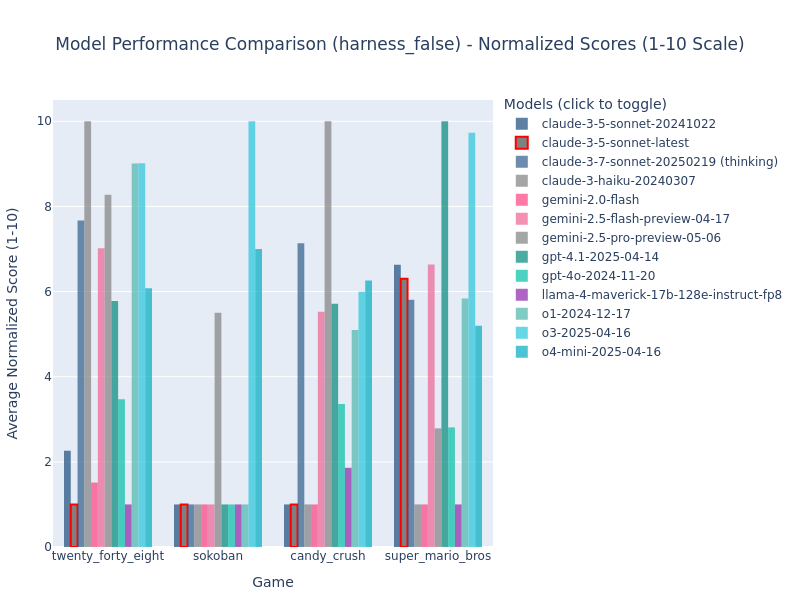 Model Performance Comparison (harness_false) - Normalized Scores (1-10 Scale)
Models (click to toggle)
claude-3-5-sonnet-20241022
claude-3-5-sonnet-latest
claude-3-7-sonnet-20250219 (thinking)
claude-3-haiku-20240307
gemini-2.0-flash
gemini-2.5-flash-preview-04-17
gemini-2.5-pro-preview-05-06
gpt-4.1-2025-04-14
gpt-4o-2024-11-20
llama-4-maverick-17b-128e-instruct-fp8
o1-2024-12-17
o3-2025-04-16
o4-mini-2025-04-16
Average Normalized Score (1-10)
10
8
6
4
2
0
twenty_forty_eight
sokoban
candy_crush
super_mario_bros
Game